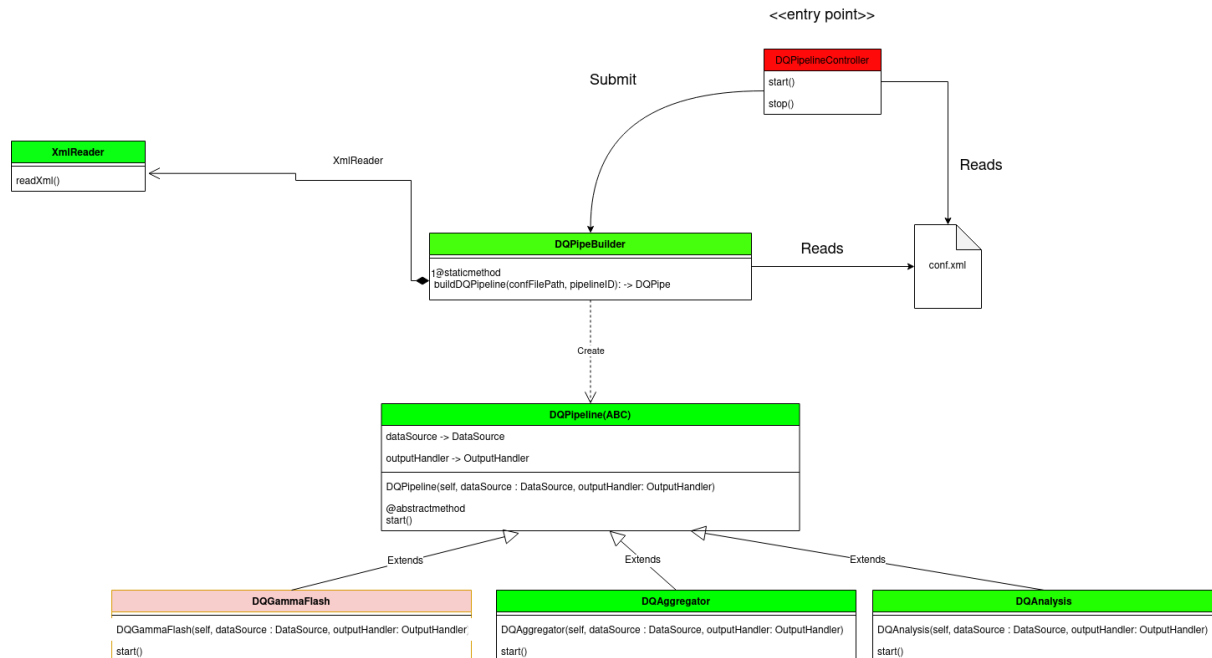 <<entry point>>
DQPipelineController
start()
stop()
Submit
XmlReader
readXml()
XmlReader
Reads
DQPipeBuilder
1@staticmethod
buildDQPipeline(confFilePath, pipelineID): -> DQPipe
Reads
conf.xml
Create
DQPipeline(ABC)
dataSource -> DataSource
outputHandler -> OutputHandler
DQPipeline(self, dataSource : DataSource, outputHandler: OutputHandler)
@abstractmethod
start()
Extends
Extends
Extends
DQGammaFlash
DQGammaFlash(self, dataSource : DataSource, outputHandler: OutputHandler)
start()
DQAggregator
DQAggregator(self, dataSource : DataSource, outputHandler: OutputHandler)
start()
DQAnalysis
DQAnalysis(self, dataSource : DataSource, outputHandler: OutputHandler)
start()